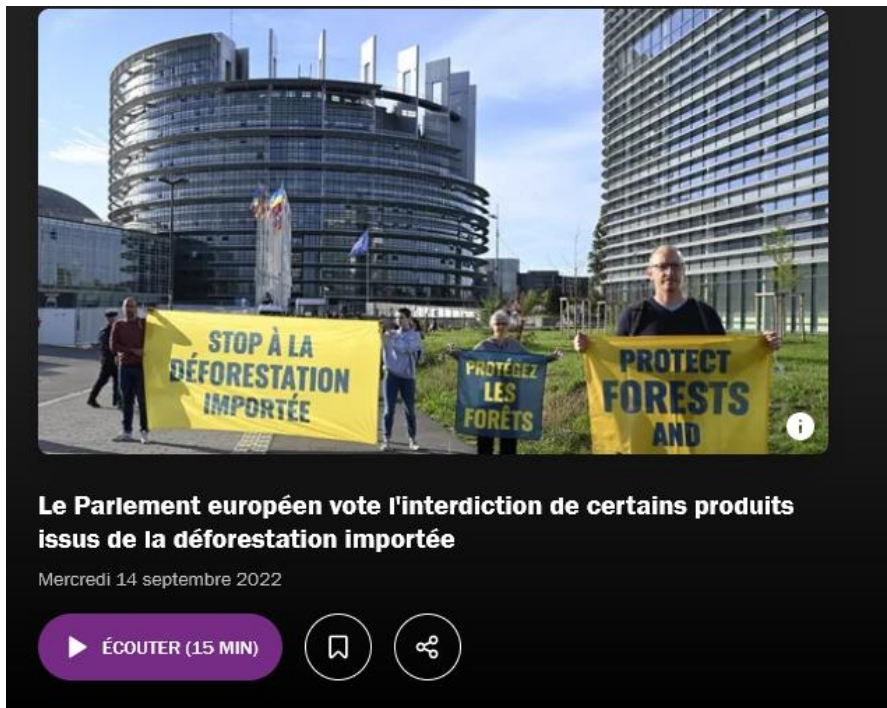 STOP À LA
DÉFORESTATION
IMPORTÉE
PROTÉGEZ
LES
FORÊTS
PROTECT
FORESTS
AND
i
Le Parlement européen vote l'interdiction de certains produits
issus de la déforestation importée
Mercredi 14 septembre 2022
ÉCOUTER (15 MIN)